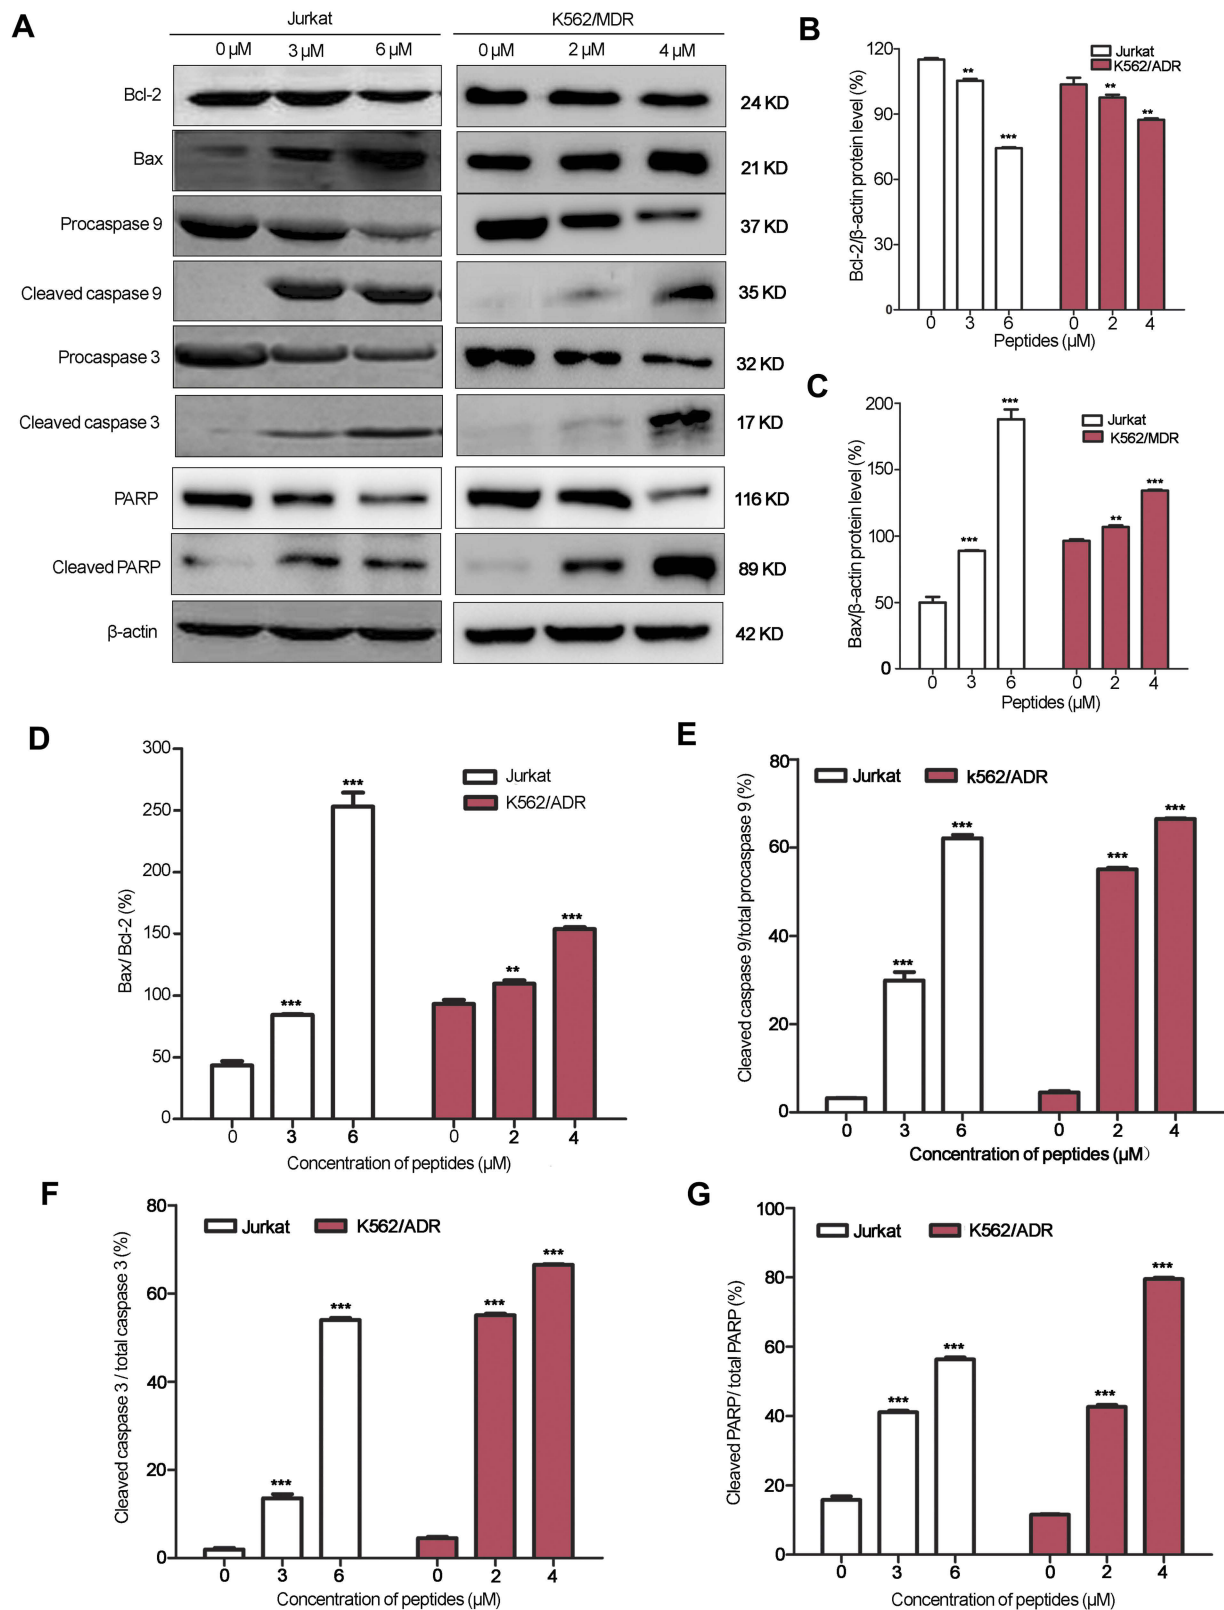 A
Jurkat
K562/MDR
0 µM
3 µM
6 µM
0 µM
2 µM
4 µM
Bcl-2
24 KD
Bax
21 KD
Procaspase 9
37 KD
Cleaved caspase 9
35 KD
Procaspase 3
32 KD
Cleaved caspase 3
17 KD
PARP
116 KD
Cleaved PARP
89 KD
β-actin
42 KD
B
Bcl-2/β-actin protein level (%)
120
90
60
30
0
Jurkat
K562/ADR
**
***
**
**
0 3 6 0 2 4
Peptides (µM)
C
Bax/β-actin protein level (%)
200
150
100
50
0
Jurkat
K562/MDR
***
***
**
***
0 3 6 0 2 4
Peptides (µM)
D
Bax/ Bcl-2 (%)
300
250
200
150
100
50
0
Jurkat
K562/ADR
***
***
**
***
0 3 6 0 2 4
Concentration of peptides (µM)
E
Cleaved caspase 9/total procaspase 9 (%)
80
60
40
20
0
Jurkat
k562/ADR
***
***
***
***
0 3 6 0 2 4
Concentration of peptides (µM）
F
Cleaved caspase 3 / total caspase 3 (%)
80
60
40
20
0
Jurkat
K562/ADR
***
***
***
***
0 3 6 0 2 4
Concentration of peptides (µM)
G
Cleaved PARP/ total PARP (%)
100
80
60
40
20
0
Jurkat
K562/ADR
***
***
***
***
0 3 6 0 2 4
Concentration of peptides (µM)